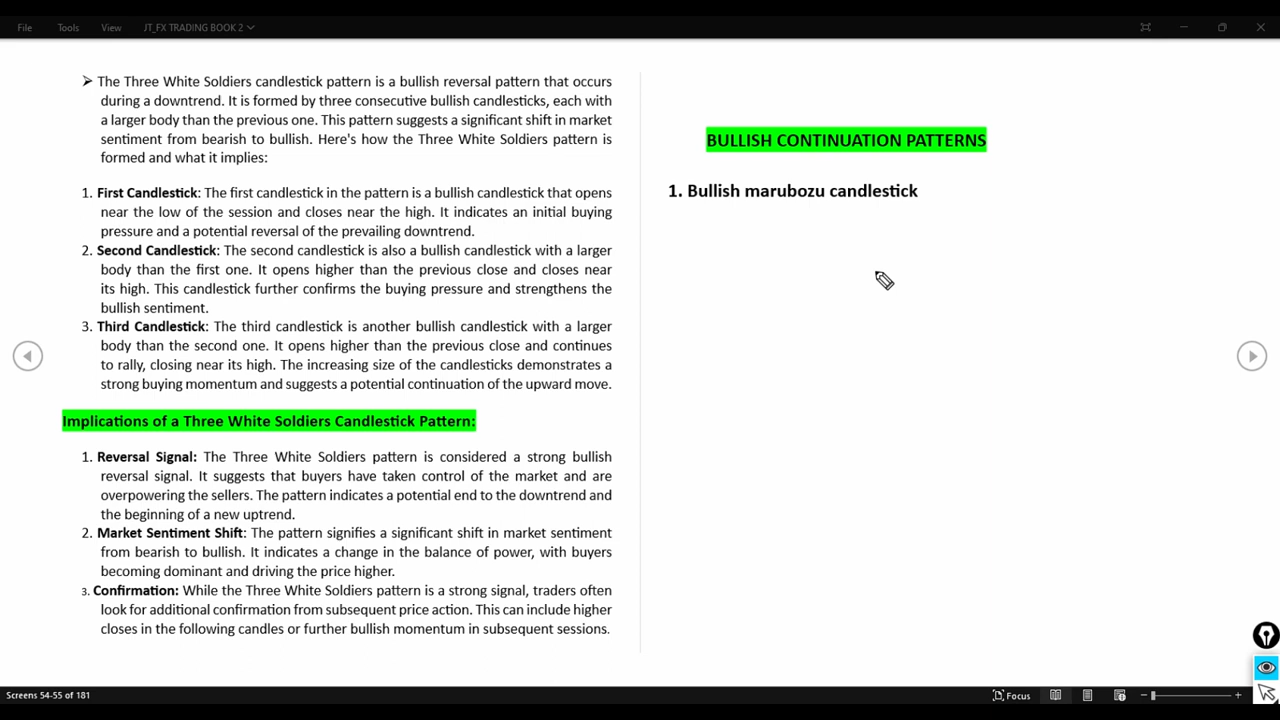 File Tools View JT_FX TRADING BOOK 2
➢ The Three White Soldiers candlestick pattern is a bullish reversal pattern that occurs
during a downtrend. It is formed by three consecutive bullish candlesticks, each with
a larger body than the previous one. This pattern suggests a significant shift in market
sentiment from bearish to bullish. Here's how the Three White Soldiers pattern is
formed and what it implies:
1. First Candlestick: The first candlestick in the pattern is a bullish candlestick that opens
near the low of the session and closes near the high. It indicates an initial buying
pressure and a potential reversal of the prevailing downtrend.
2. Second Candlestick: The second candlestick is also a bullish candlestick with a larger
body than the first one. It opens higher than the previous close and closes near
its high. This candlestick further confirms the buying pressure and strengthens the
bullish sentiment.
3. Third Candlestick: The third candlestick is another bullish candlestick with a larger
body than the second one. It opens higher than the previous close and continues
to rally, closing near its high. The increasing size of the candlesticks demonstrates a
strong buying momentum and suggests a potential continuation of the upward move.
Implications of a Three White Soldiers Candlestick Pattern:
1. Reversal Signal: The Three White Soldiers pattern is considered a strong bullish
reversal signal. It suggests that buyers have taken control of the market and are
overpowering the sellers. The pattern indicates a potential end to the downtrend and
the beginning of a new uptrend.
2. Market Sentiment Shift: The pattern signifies a significant shift in market sentiment
from bearish to bullish. It indicates a change in the balance of power, with buyers
becoming dominant and driving the price higher.
3. Confirmation: While the Three White Soldiers pattern is a strong signal, traders often
look for additional confirmation from subsequent price action. This can include higher
closes in the following candles or further bullish momentum in subsequent sessions.
BULLISH CONTINUATION PATTERNS
1. Bullish marubozu candlestick
Screens 54-55 of 181 Focus